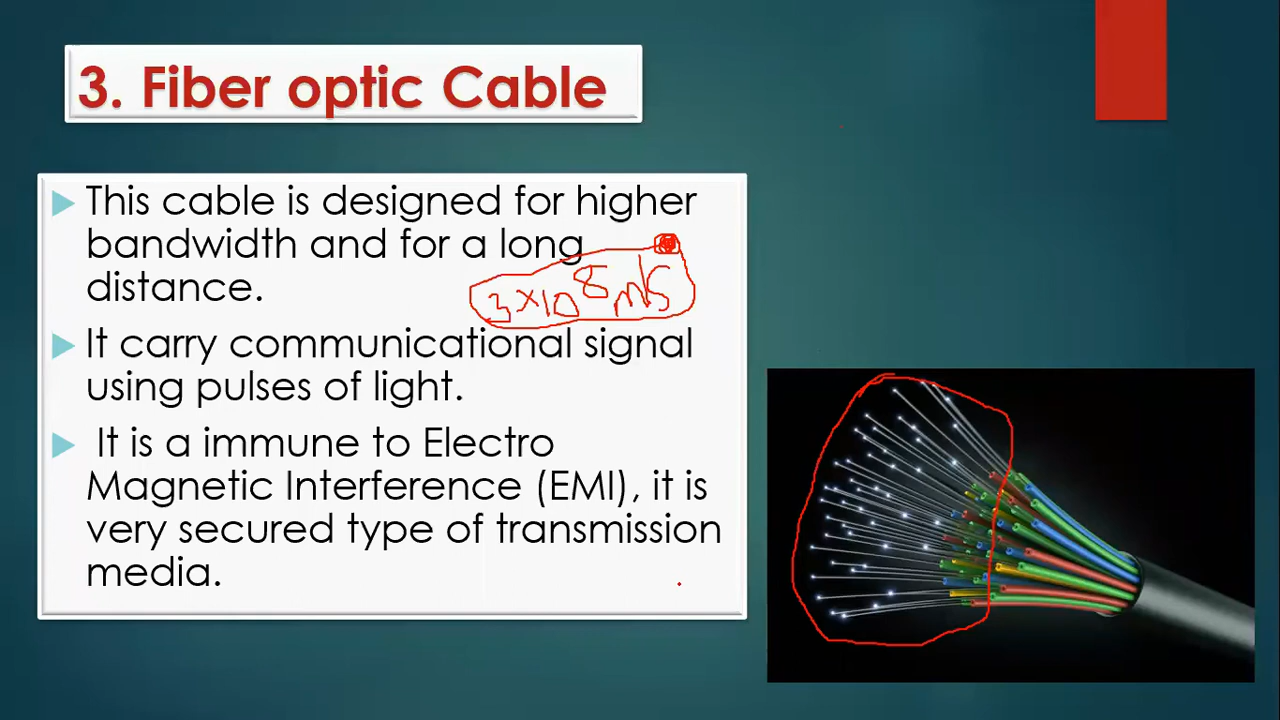 3. Fiber optic Cable
This cable is designed for higher
bandwidth and for a long
distance.
3×10⁸ m/s
It carry communicational signal
using pulses of light.
It is a immune to Electro
Magnetic Interference (EMI), it is
very secured type of transmission
media.